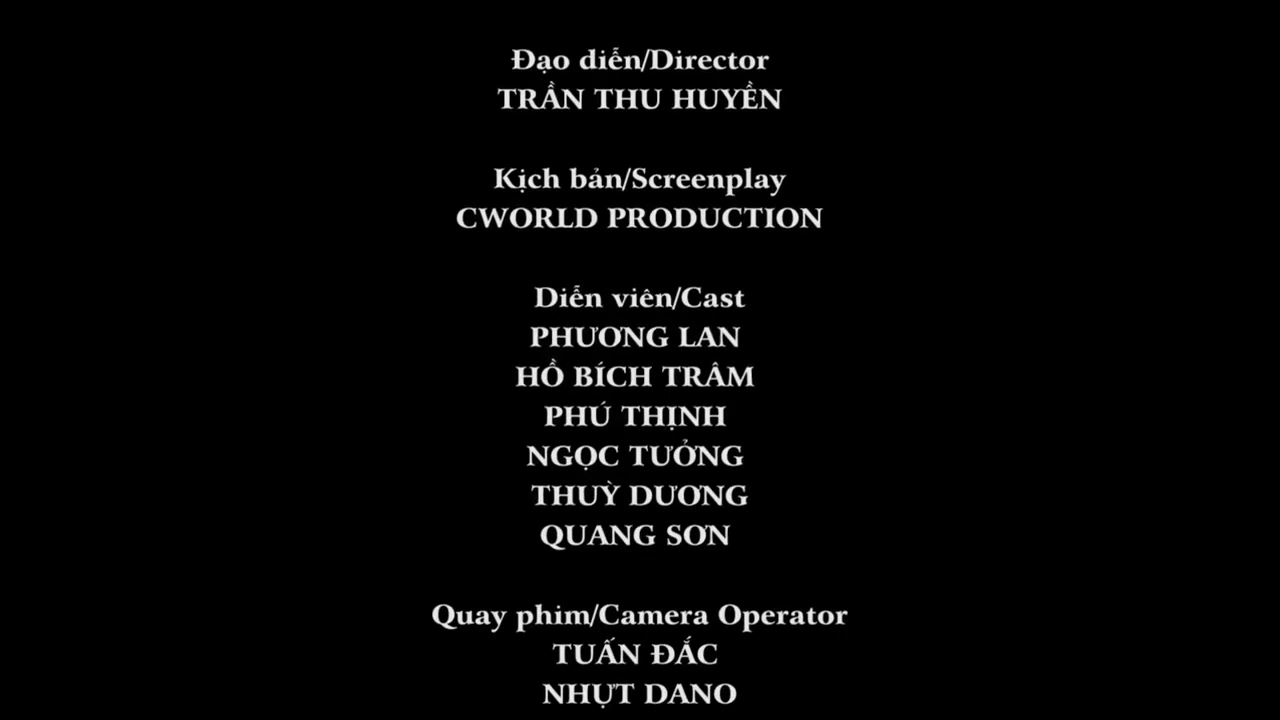 Đạo diễn/Director
TRẦN THU HUYỀN
Kịch bản/Screenplay
CWORLD PRODUCTION
Diễn viên/Cast
PHƯƠNG LAN
HỒ BÍCH TRÂM
PHÚ THỊNH
NGỌC TƯỞNG
THUỲ DƯƠNG
QUANG SƠN
Quay phim/Camera Operator
TUẤN ĐẮC
NHỰT DANO